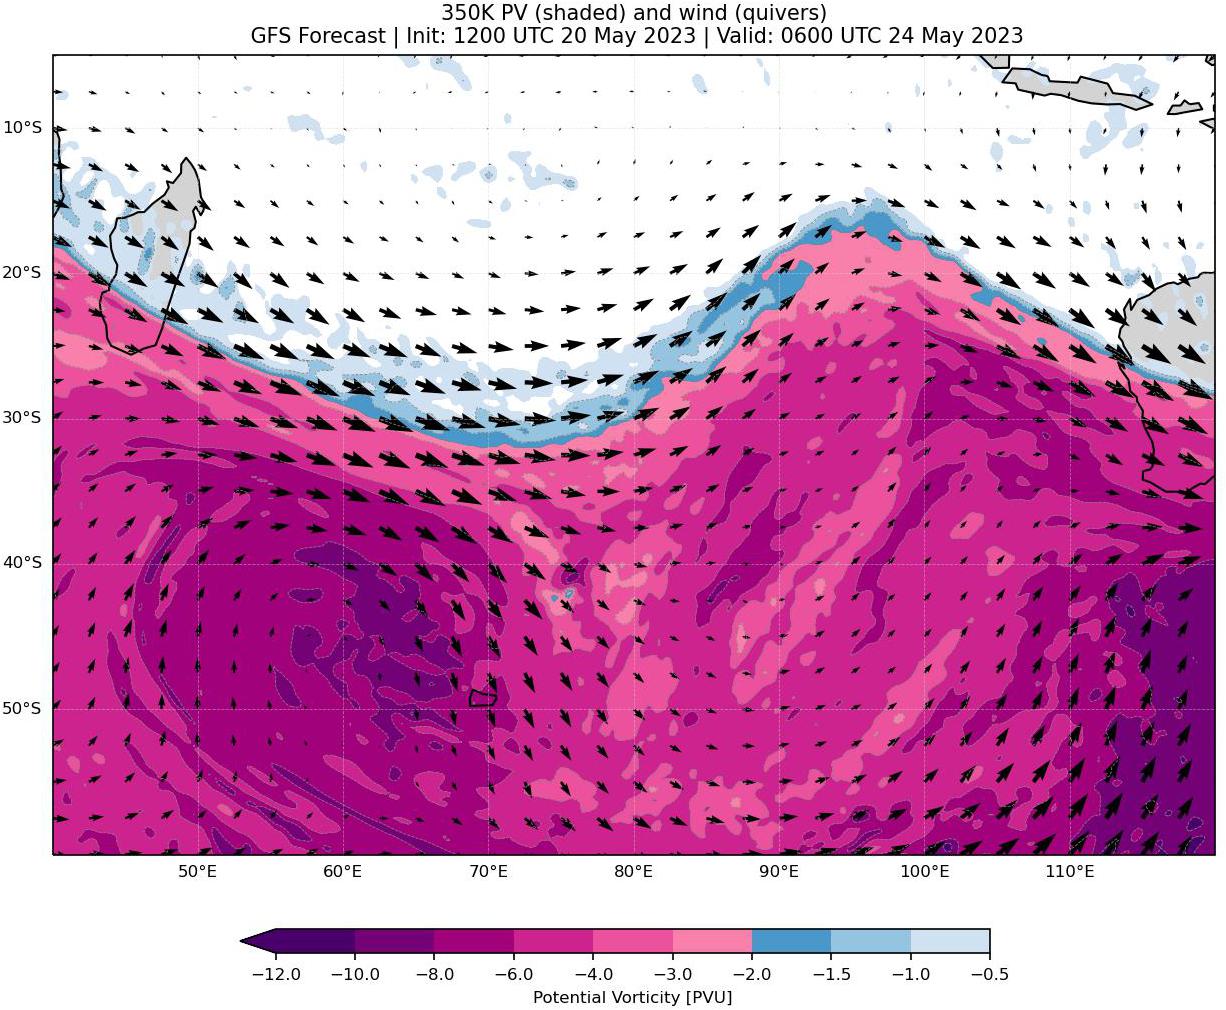 350K PV (shaded) and wind (quivers)
GFS Forecast | Init: 1200 UTC 20 May 2023 | Valid: 0600 UTC 24 May 2023
10°S
20°S
30°S
40°S
50°S
50°E 60°E 70°E 80°E 90°E 100°E 110°E
−12.0 −10.0 −8.0 −6.0 −4.0 −3.0 −2.0 −1.5 −1.0 −0.5
Potential Vorticity [PVU]